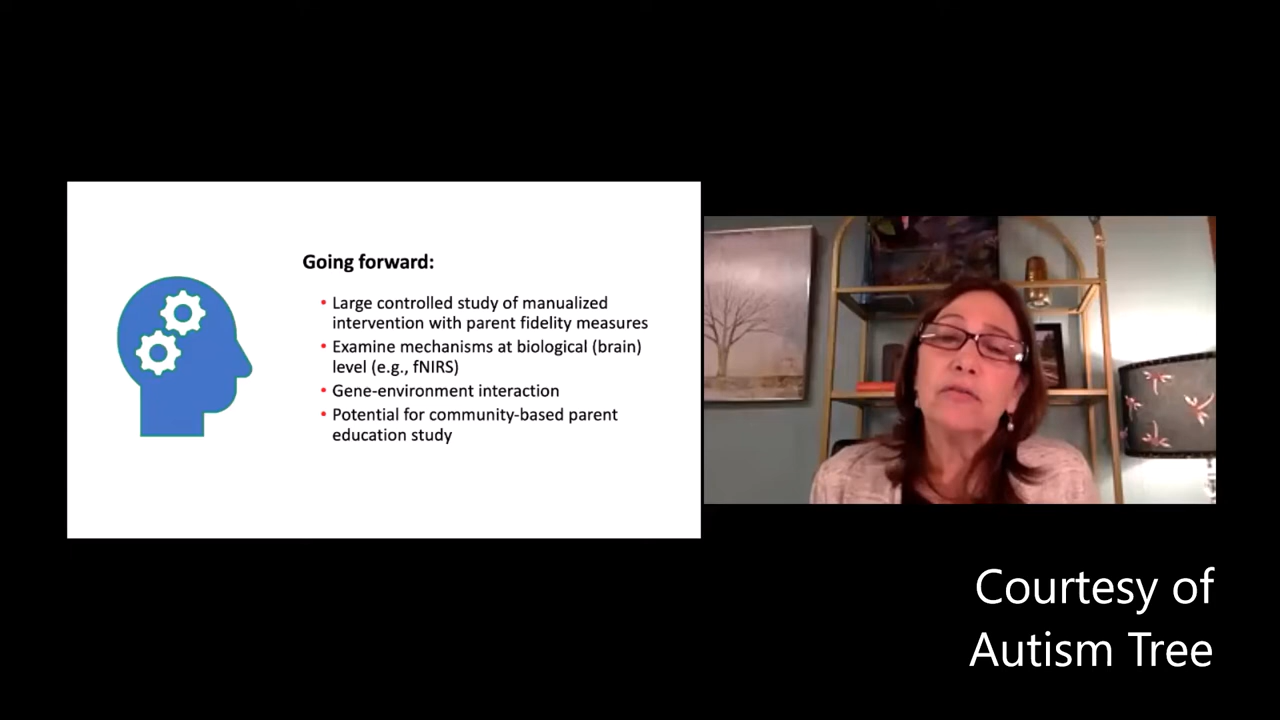 Going forward:
• Large controlled study of manualized
intervention with parent fidelity measures
• Examine mechanisms at biological (brain)
level (e.g., fNIRS)
• Gene-environment interaction
• Potential for community-based parent
education study
Courtesy of
Autism Tree